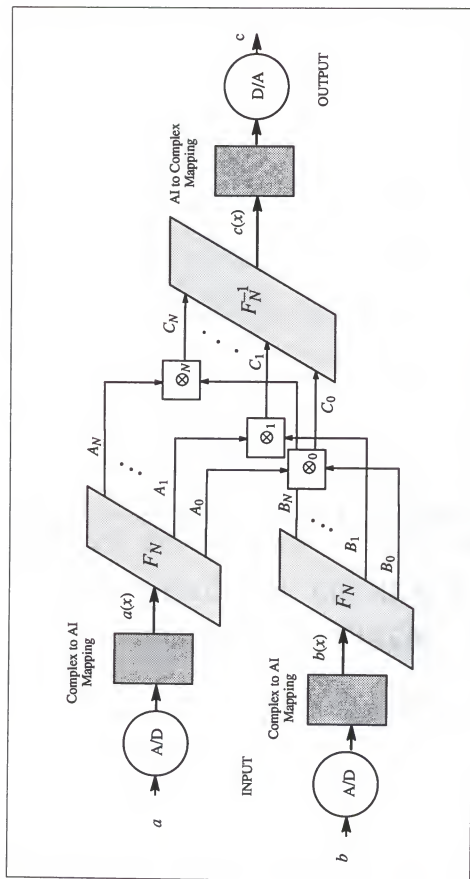 a
A/D
Complex to AI
Mapping
a(x)
F_N
A_N
A_1
A_0
⊗_N
⊗_1
⊗_0
C_N
C_1
C_0
F_N^{-1}
c(x)
AI to Complex
Mapping
D/A
c
OUTPUT
INPUT
b
A/D
Complex to AI
Mapping
b(x)
F_N
B_N
B_1
B_0